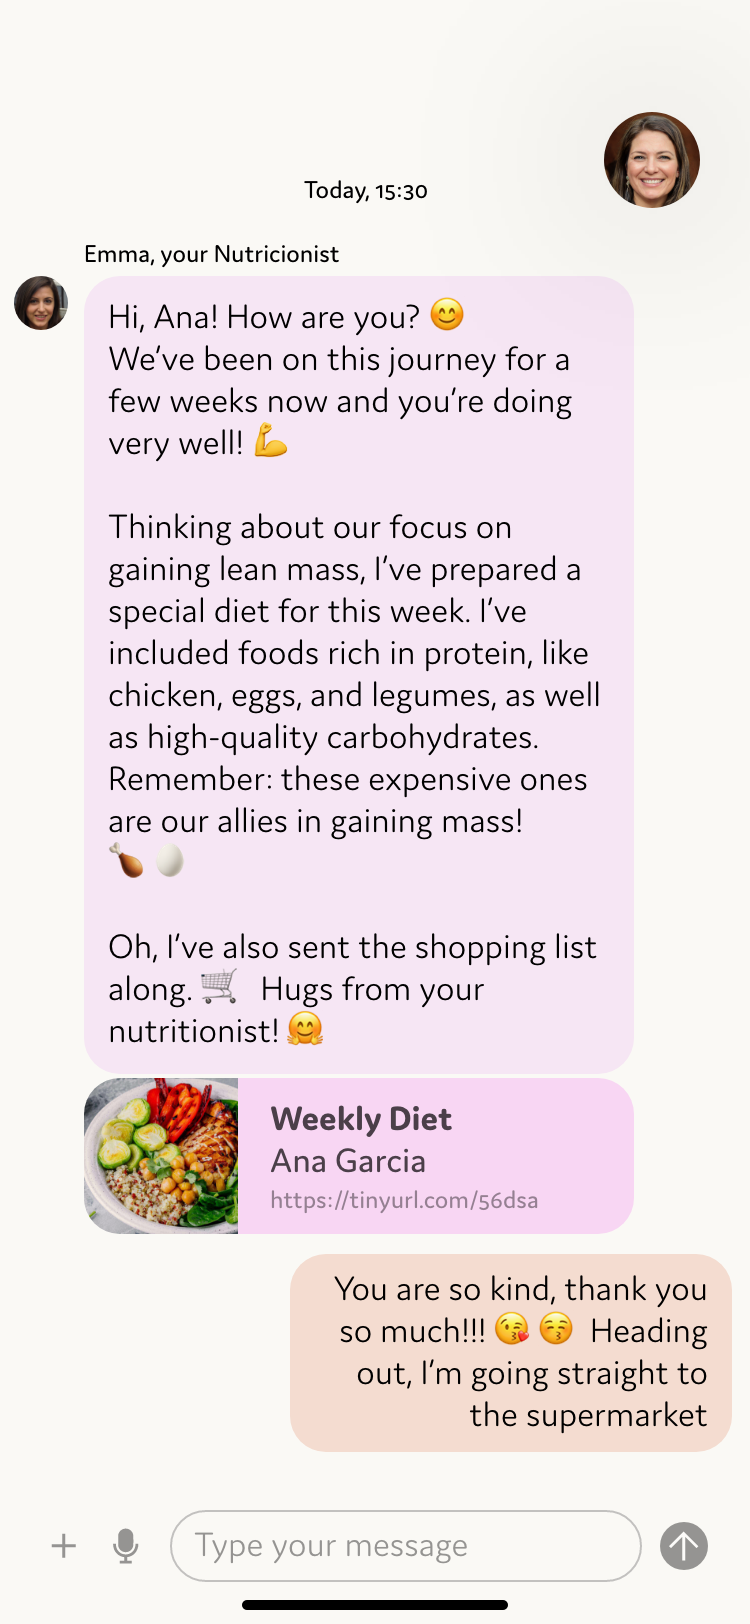 Today, 15:30
Emma, your Nutricionist
Hi, Ana! How are you? 😊
We’ve been on this journey for a
few weeks now and you’re doing
very well! 💪
Thinking about our focus on
gaining lean mass, I’ve prepared a
special diet for this week. I’ve
included foods rich in protein, like
chicken, eggs, and legumes, as well
as high-quality carbohydrates.
Remember: these expensive ones
are our allies in gaining mass!
🍗 🥚
Oh, I’ve also sent the shopping list
along. 🛒 Hugs from your
nutritionist! 🤗
Weekly Diet
Ana Garcia
https://tinyurl.com/56dsa
You are so kind, thank you
so much!!! 😘 😚 Heading
out, I’m going straight to
the supermarket
Type your message